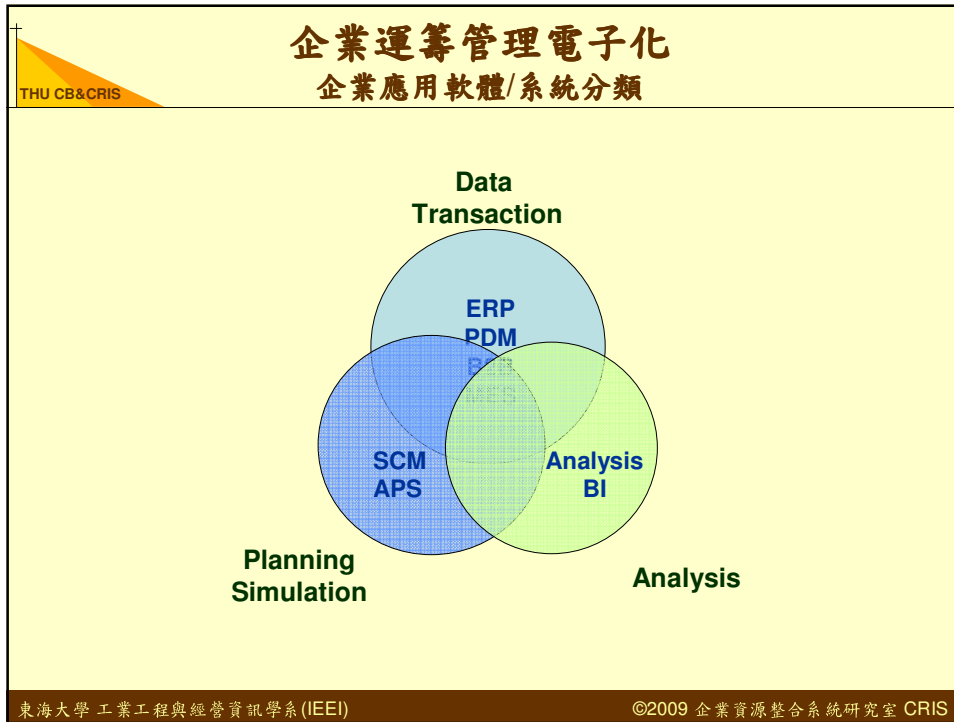 企業運籌管理電子化
企業應用軟體/系統分類
THU CB&CRIS
Data
Transaction
ERP
PDM
SCM
APS
Analysis
BI
Planning
Simulation
Analysis
東海大學 工業工程與經營資訊學系(IEEI)
©2009 企業資源整合系統研究室 CRIS